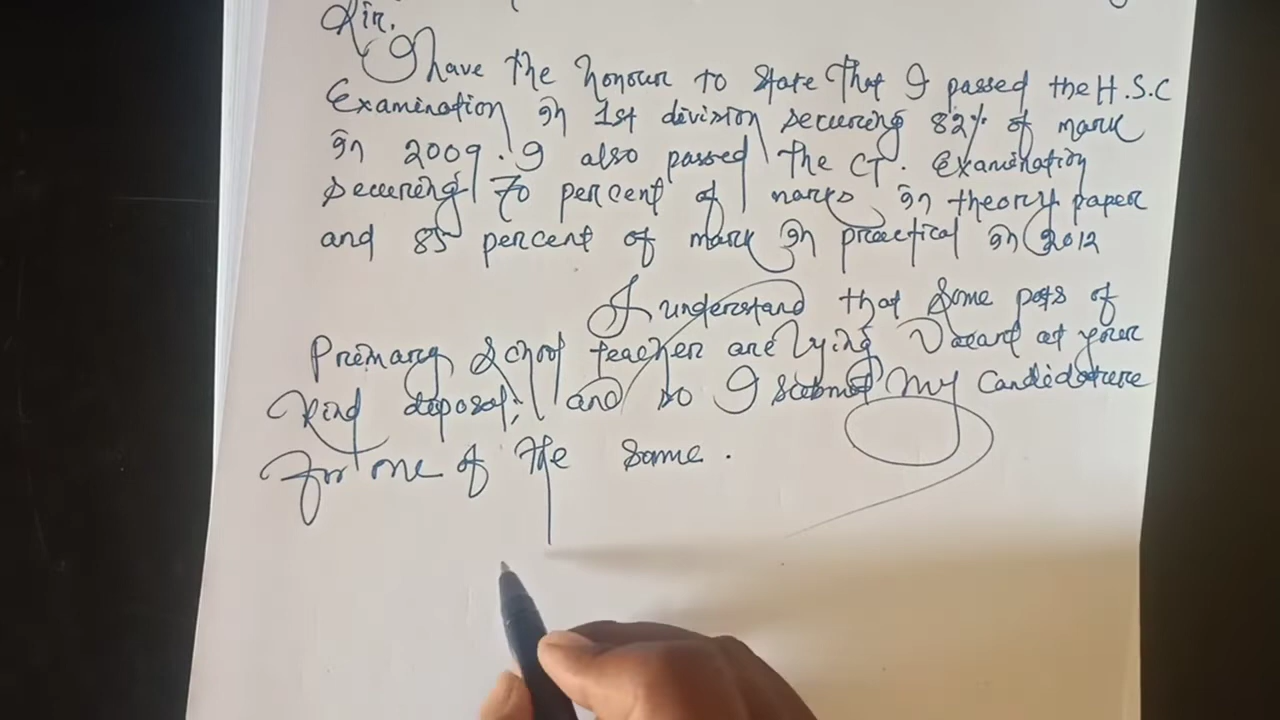 Sir.
I have the honour to state that I passed the H.S.C
Examination in 1st division securing 82% of mark
in 2009. I also passed the CT. Examination
securing 70 percent of marks in theory paper
and 85 percent of mark in practical in 2012
I understand that some posts of
Primary School teacher are lying Vacant at your
Kind disposal, and so I submit My Candidature
For one of the same.